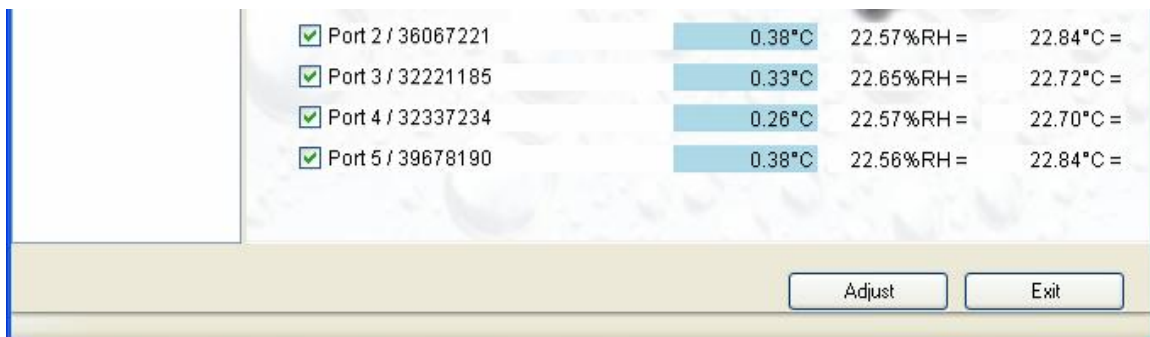 Port 2 / 36067221 0.38°C 22.57%RH = 22.84°C =
Port 3 / 32221185 0.33°C 22.65%RH = 22.72°C =
Port 4 / 32337234 0.26°C 22.57%RH = 22.70°C =
Port 5 / 39678190 0.38°C 22.56%RH = 22.84°C =
Adjust Exit